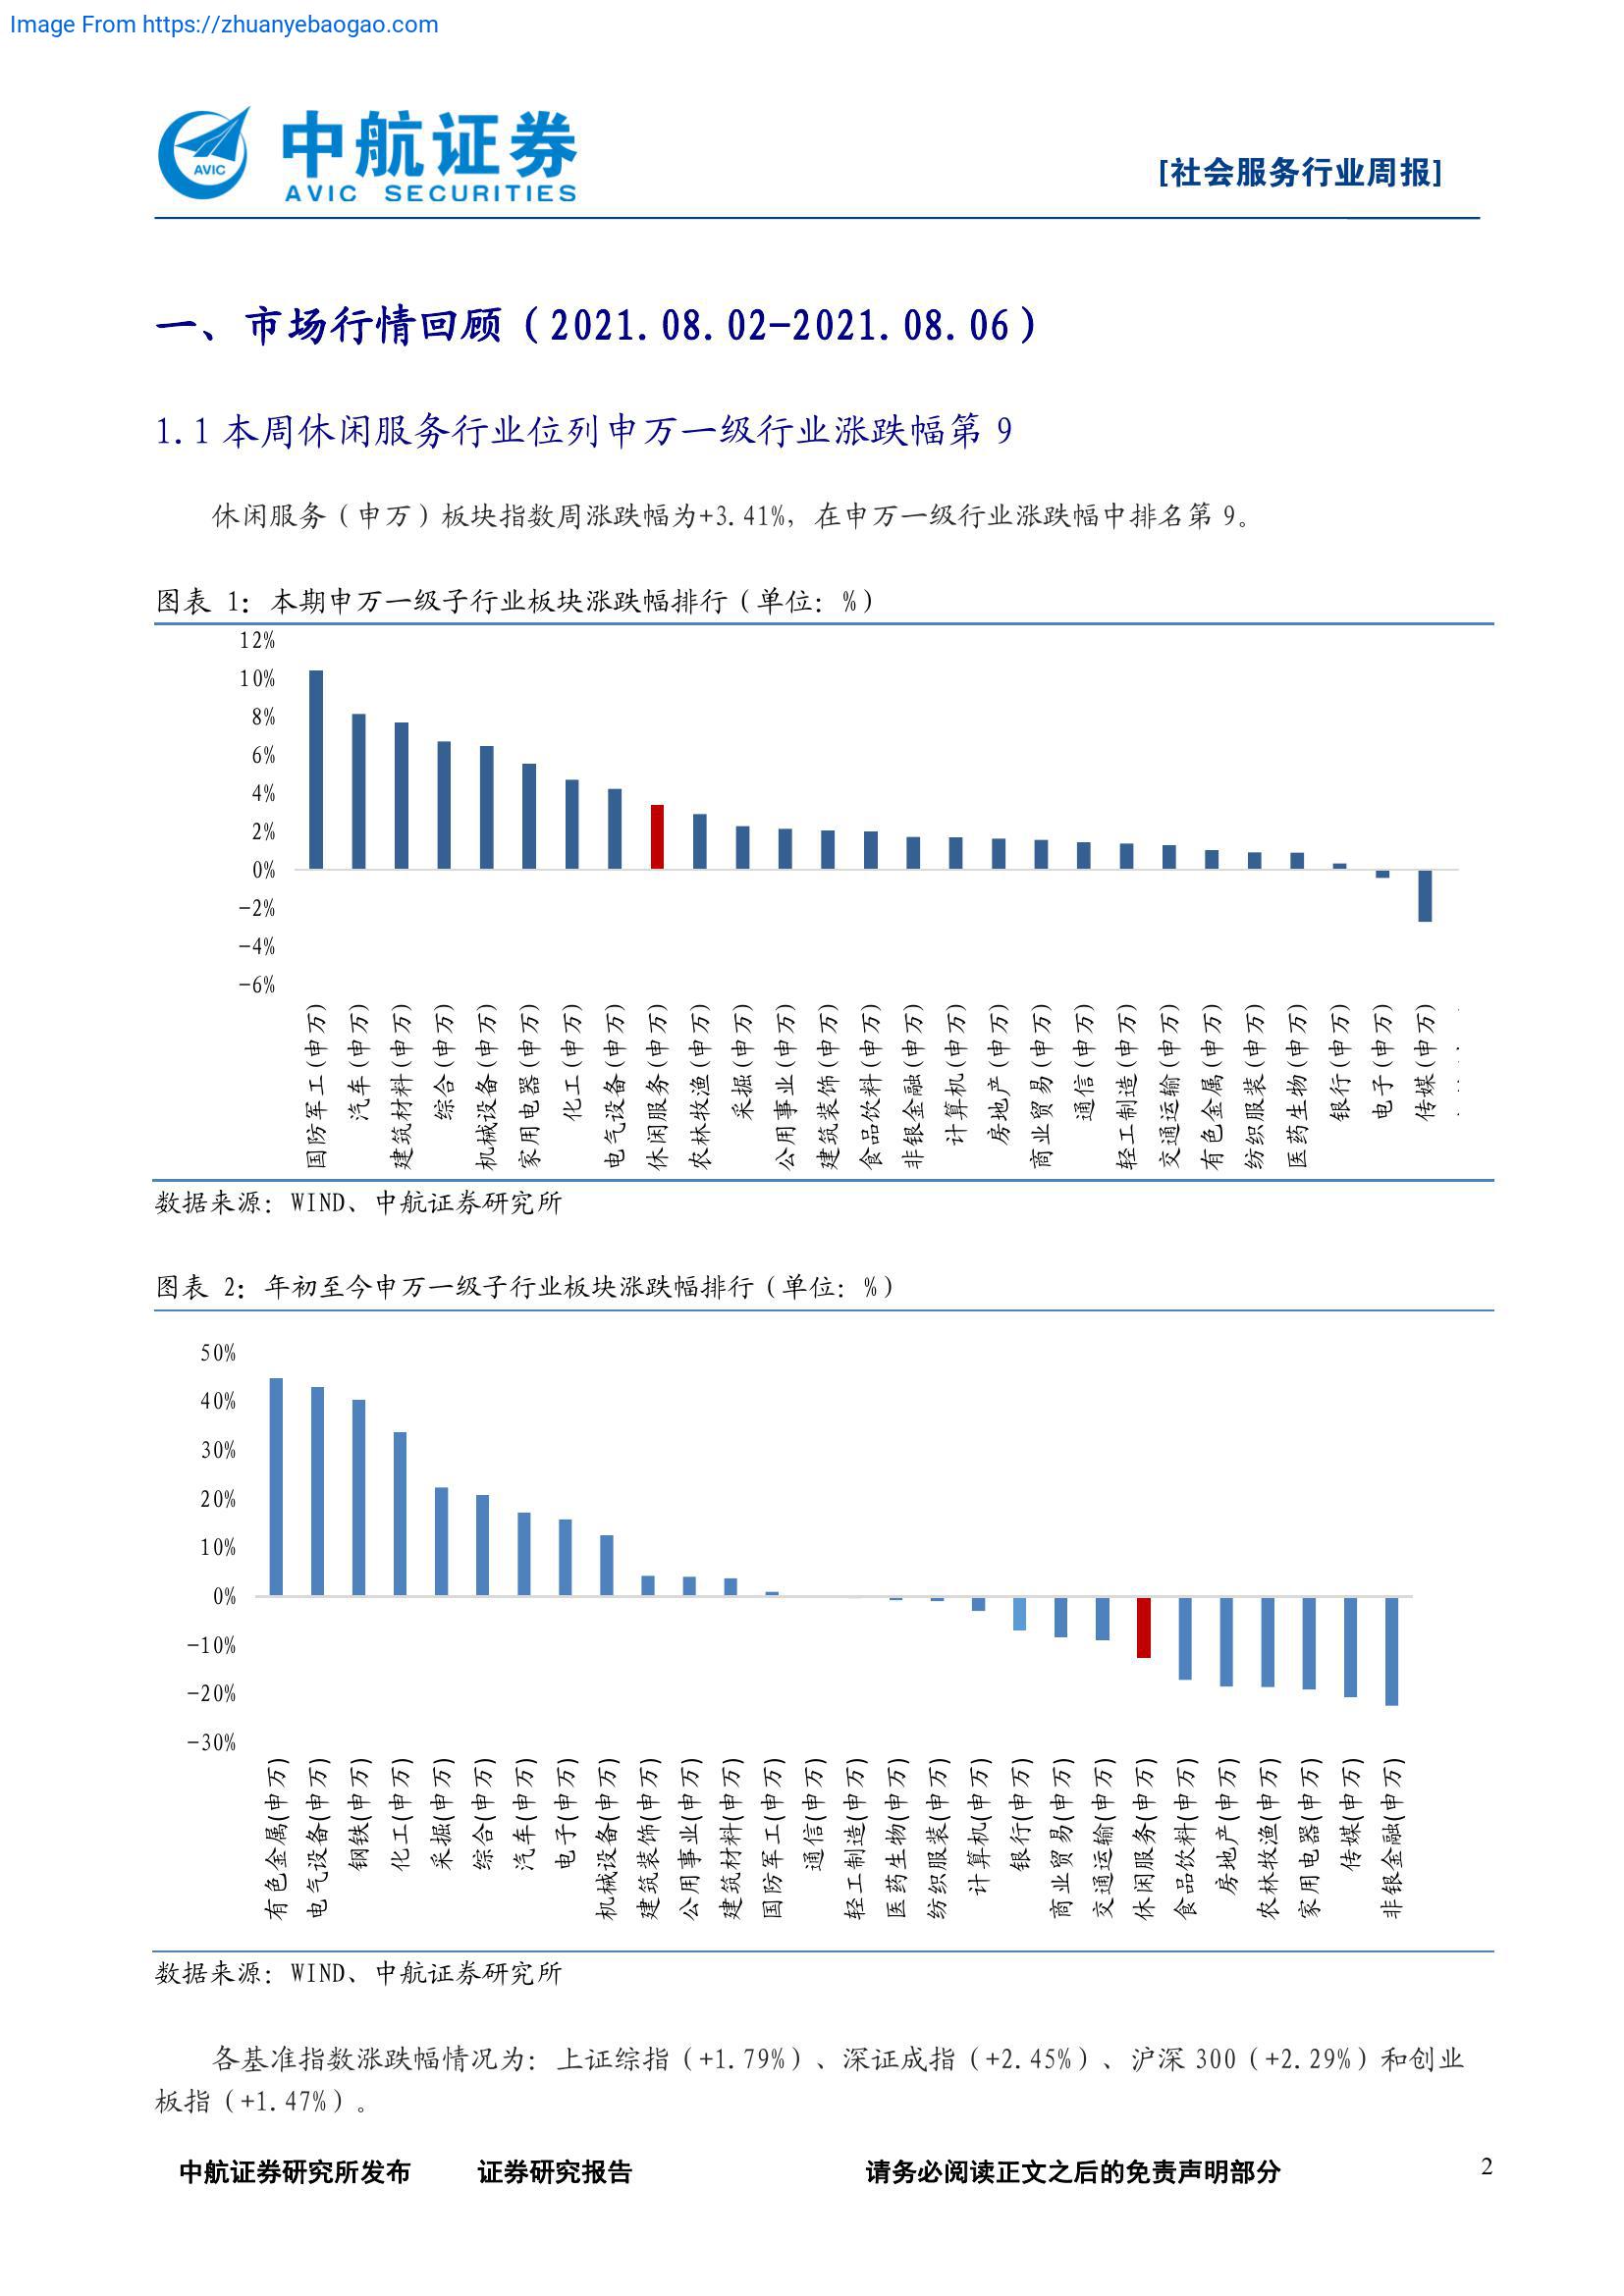 Image From https://zhuanyebaogao.com
AVIC
中航证券
AVIC SECURITIES
[社会服务行业周报]
一、市场行情回顾（2021.08.02-2021.08.06）
1.1 本周休闲服务行业位列申万一级行业涨跌幅第 9
休闲服务（申万）板块指数周涨跌幅为+3.41%，在申万一级行业涨跌幅中排名第 9。
图表 1：本期申万一级子行业板块涨跌幅排行（单位：%）
12%
10%
8%
6%
4%
2%
0%
-2%
-4%
-6%
国防军工(申万)
汽车(申万)
建筑材料(申万)
综合(申万)
机械设备(申万)
家用电器(申万)
化工(申万)
电气设备(申万)
休闲服务(申万)
农林牧渔(申万)
采掘(申万)
公用事业(申万)
建筑装饰(申万)
食品饮料(申万)
非银金融(申万)
计算机(申万)
房地产(申万)
商业贸易(申万)
通信(申万)
轻工制造(申万)
交通运输(申万)
有色金属(申万)
纺织服装(申万)
医药生物(申万)
银行(申万)
电子(申万)
传媒(申万)
数据来源：WIND、中航证券研究所
图表 2：年初至今申万一级子行业板块涨跌幅排行（单位：%）
50%
40%
30%
20%
10%
0%
-10%
-20%
-30%
有色金属(申万)
电气设备(申万)
钢铁(申万)
化工(申万)
采掘(申万)
综合(申万)
汽车(申万)
电子(申万)
机械设备(申万)
建筑装饰(申万)
公用事业(申万)
建筑材料(申万)
国防军工(申万)
通信(申万)
轻工制造(申万)
医药生物(申万)
纺织服装(申万)
计算机(申万)
银行(申万)
商业贸易(申万)
交通运输(申万)
休闲服务(申万)
食品饮料(申万)
房地产(申万)
农林牧渔(申万)
家用电器(申万)
传媒(申万)
非银金融(申万)
数据来源：WIND、中航证券研究所
各基准指数涨跌幅情况为：上证综指（+1.79%）、深证成指（+2.45%）、沪深 300（+2.29%）和创业
板指（+1.47%）。
中航证券研究所发布 证券研究报告 请务必阅读正文之后的免责声明部分 2